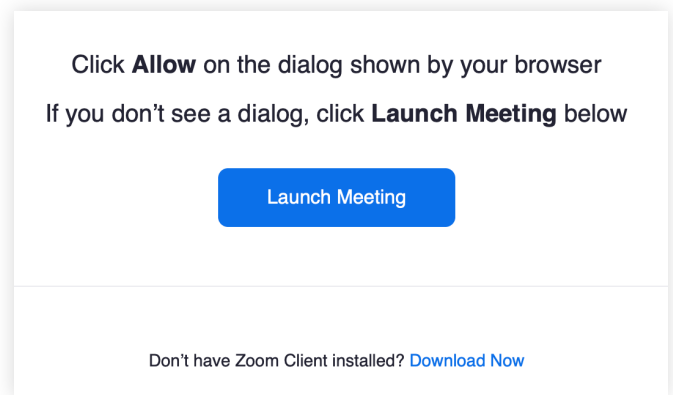 Click Allow on the dialog shown by your browser
If you don’t see a dialog, click Launch Meeting below
Launch Meeting
Don’t have Zoom Client installed? Download Now